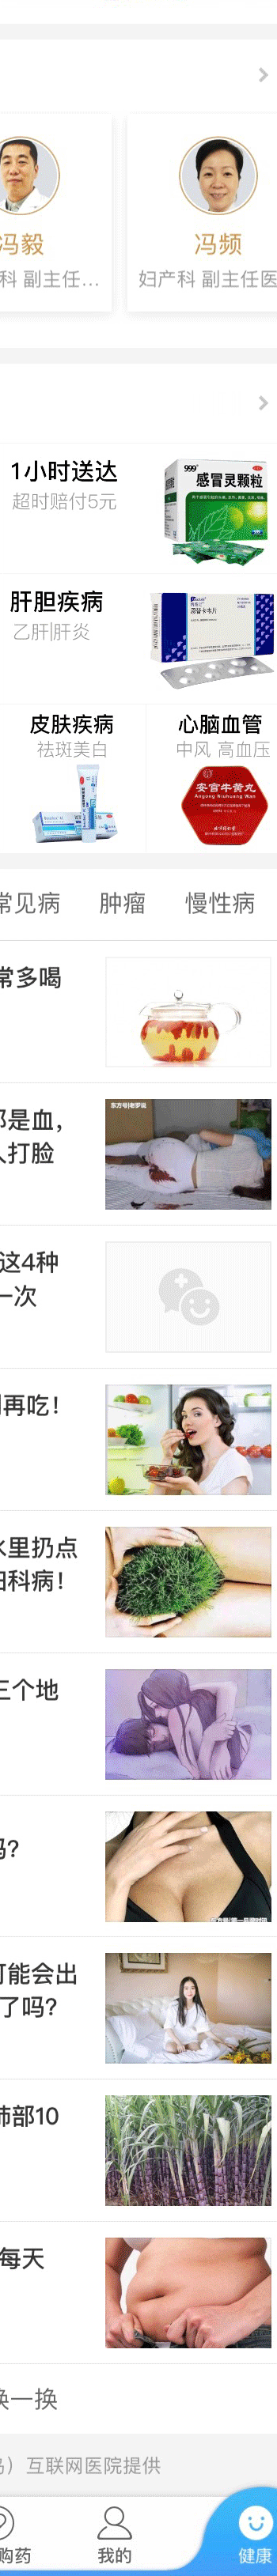 冯毅
冯频
科 副主任...
妇产科 副主任医
1小时送达
超时赔付5元
999
感冒灵颗粒
肝胆疾病
乙肝|肝炎
皮肤疾病
祛斑美白
心脑血管
中风 高血压
安宫牛黄丸
Angong Niuhuang Wan
常见病 肿瘤 慢性病
常多喝
都是血，
人打脸
东方号|老梦说
这4种
一次
再吃！
水里扔点
妇科病！
三个地
吗?
可能会出
了吗?
肺部10
每天
换一换
）互联网医院提供
购药
我的
健康